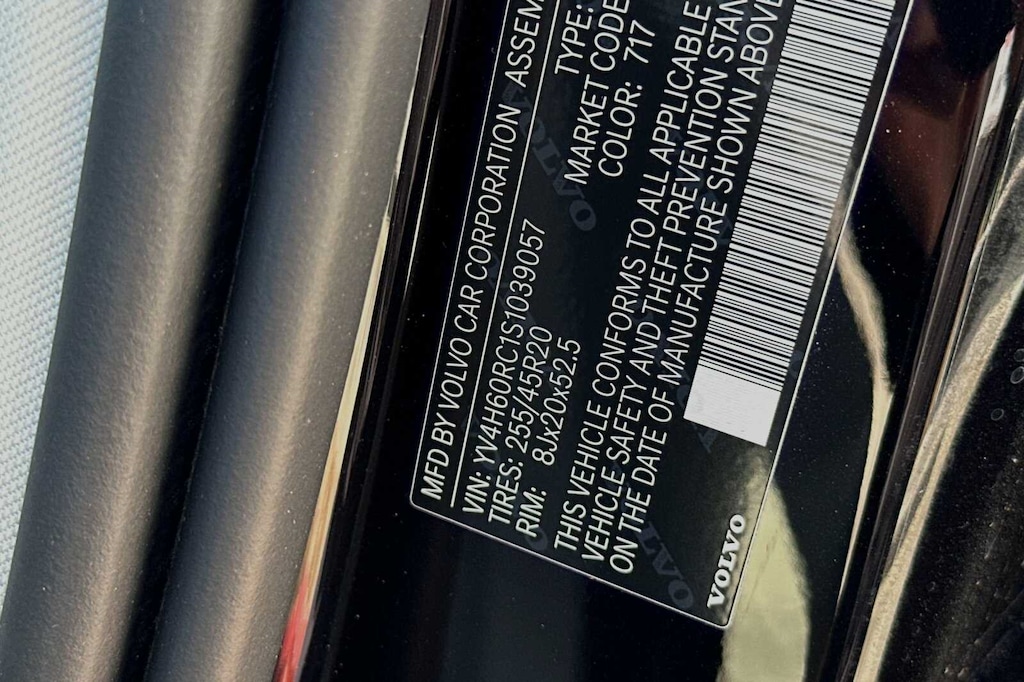 MFD BY VOLVO CAR CORPORATION ASSEM
VIN: YV4H60RC1S1039057 TYPE:
TIRES: 255/45R20 MARKET CODE
RIM: 8Jx20x52.5 COLOR: 717
THIS VEHICLE CONFORMS TO ALL APPLICABLE
VEHICLE SAFETY AND THEFT PREVENTION STAN
ON THE DATE OF MANUFACTURE SHOWN ABOVE
VOLVO